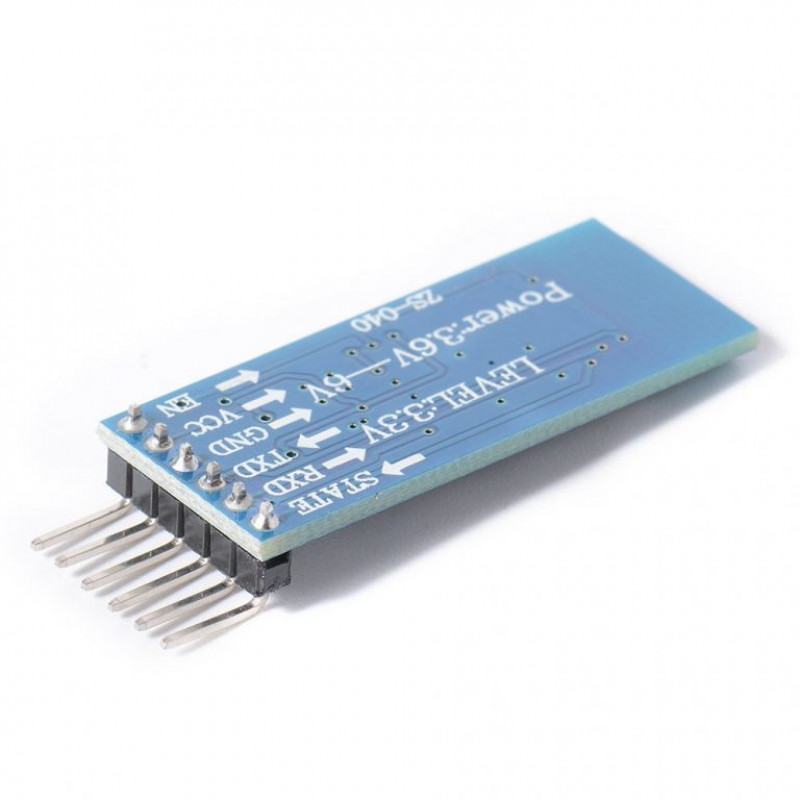 ZS-040
Power:3.6V—6V
LEVEL:3.3V
EN
VCC
GND
TXD
RXD
STATE